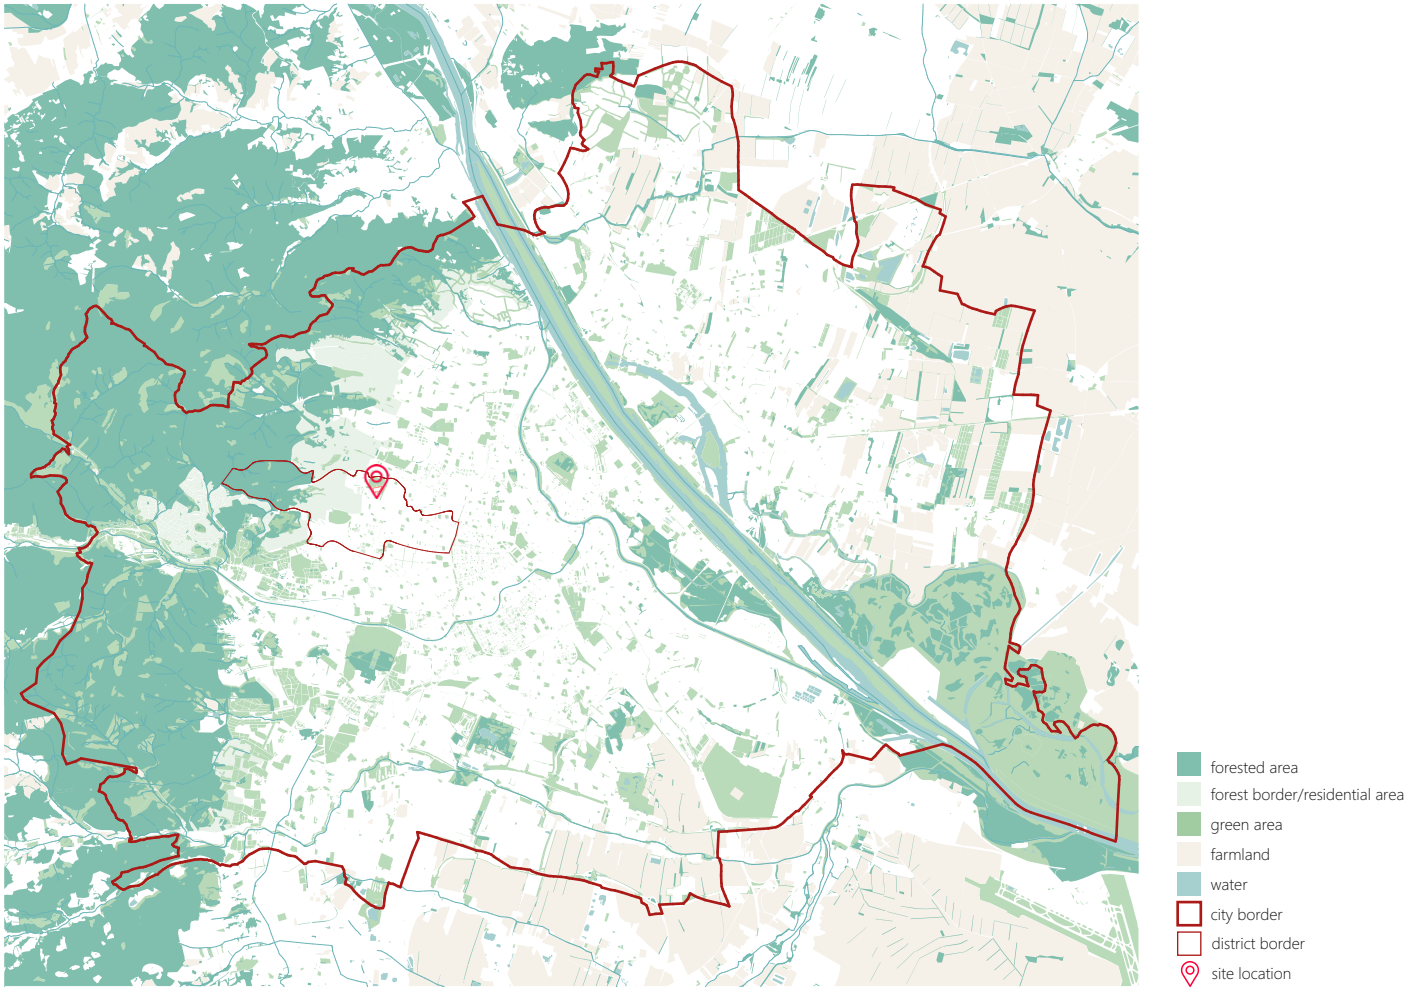 forested area
forest border/residential area
green area
farmland
water
city border
district border
site location